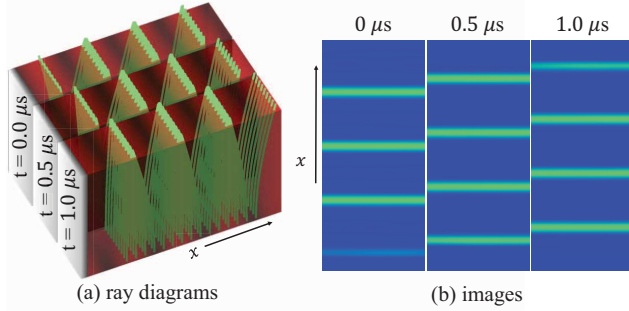 0 μs 0.5 μs 1.0 μs
t = 0.0 μs
t = 0.5 μs
t = 1.0 μs
x
x
(a) ray diagrams
(b) images